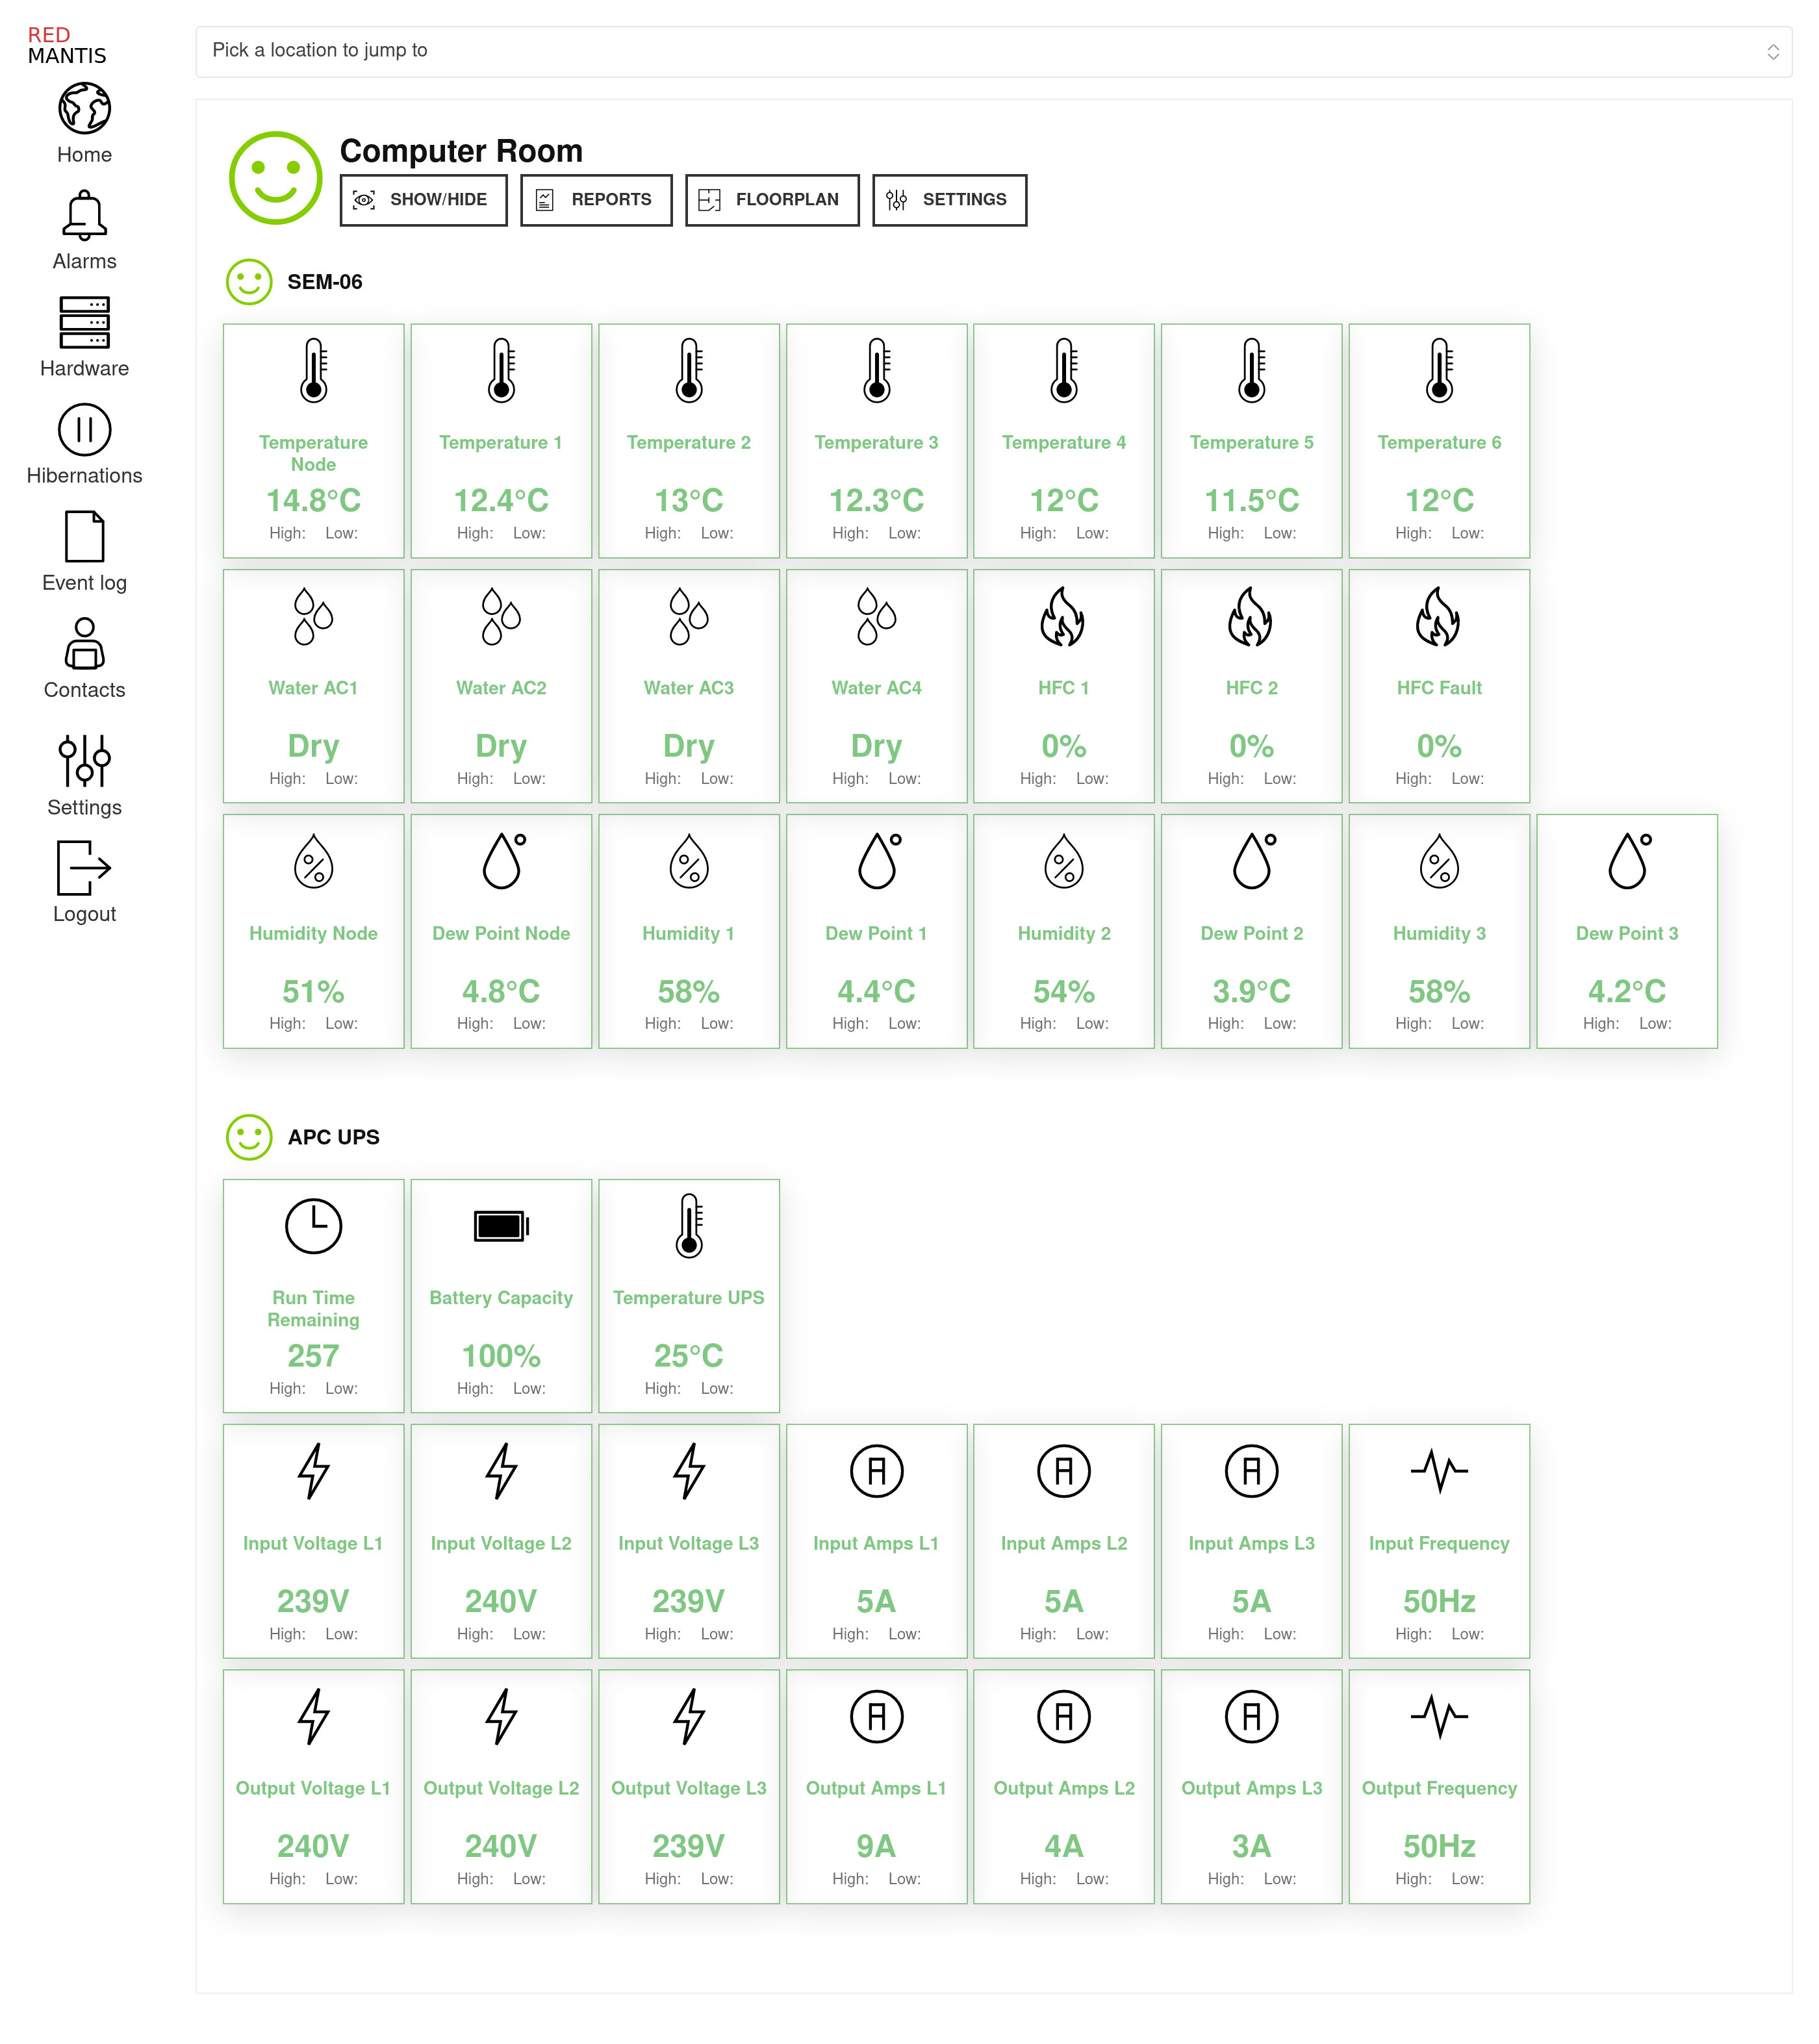 RED
MANTIS
Home
Alarms
Hardware
Hibernations
Event log
Contacts
Settings
Logout
Pick a location to jump to
Computer Room
SHOW/HIDE REPORTS FLOORPLAN SETTINGS
SEM-06
Temperature Node Temperature 1 Temperature 2 Temperature 3 Temperature 4 Temperature 5 Temperature 6
14.8°C 12.4°C 13°C 12.3°C 12°C 11.5°C 12°C
High: Low: High: Low: High: Low: High: Low: High: Low: High: Low: High: Low:
Water AC1 Water AC2 Water AC3 Water AC4 HFC 1 HFC 2 HFC Fault
Dry Dry Dry Dry 0% 0% 0%
High: Low: High: Low: High: Low: High: Low: High: Low: High: Low: High: Low:
Humidity Node Dew Point Node Humidity 1 Dew Point 1 Humidity 2 Dew Point 2 Humidity 3 Dew Point 3
51% 4.8°C 58% 4.4°C 54% 3.9°C 58% 4.2°C
High: Low: High: Low: High: Low: High: Low: High: Low: High: Low: High: Low: High: Low:
APC UPS
Run Time Remaining Battery Capacity Temperature UPS
257 100% 25°C
High: Low: High: Low: High: Low:
Input Voltage L1 Input Voltage L2 Input Voltage L3 Input Amps L1 Input Amps L2 Input Amps L3 Input Frequency
239V 240V 239V 5A 5A 5A 50Hz
High: Low: High: Low: High: Low: High: Low: High: Low: High: Low: High: Low:
Output Voltage L1 Output Voltage L2 Output Voltage L3 Output Amps L1 Output Amps L2 Output Amps L3 Output Frequency
240V 240V 239V 9A 4A 3A 50Hz
High: Low: High: Low: High: Low: High: Low: High: Low: High: Low: High: Low: